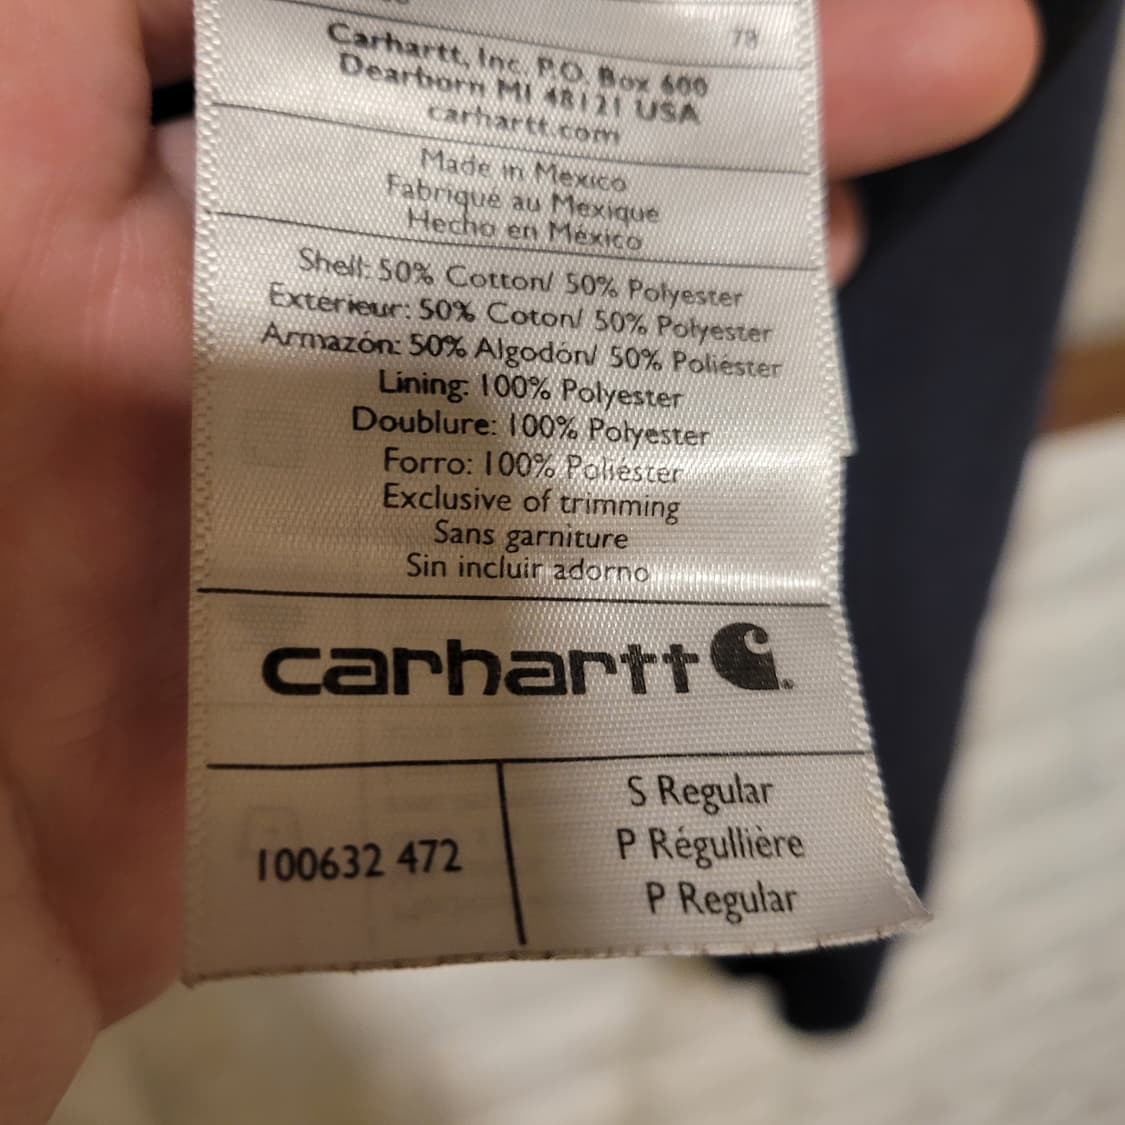 78
Carhartt, Inc. P.O. Box 600
Dearborn MI 48121 USA
carhartt.com
Made in Mexico
Fabriqué au Mexique
Hecho en México
Shell: 50% Cotton/ 50% Polyester
Extérieur: 50% Coton/ 50% Polyester
Armazón: 50% Algodón/ 50% Poliéster
Lining: 100% Polyester
Doublure: 100% Polyester
Forro: 100% Poliéster
Exclusive of trimming
Sans garniture
Sin incluir adorno
carhartt
100632 472
S Regular
P Régullière
P Regular